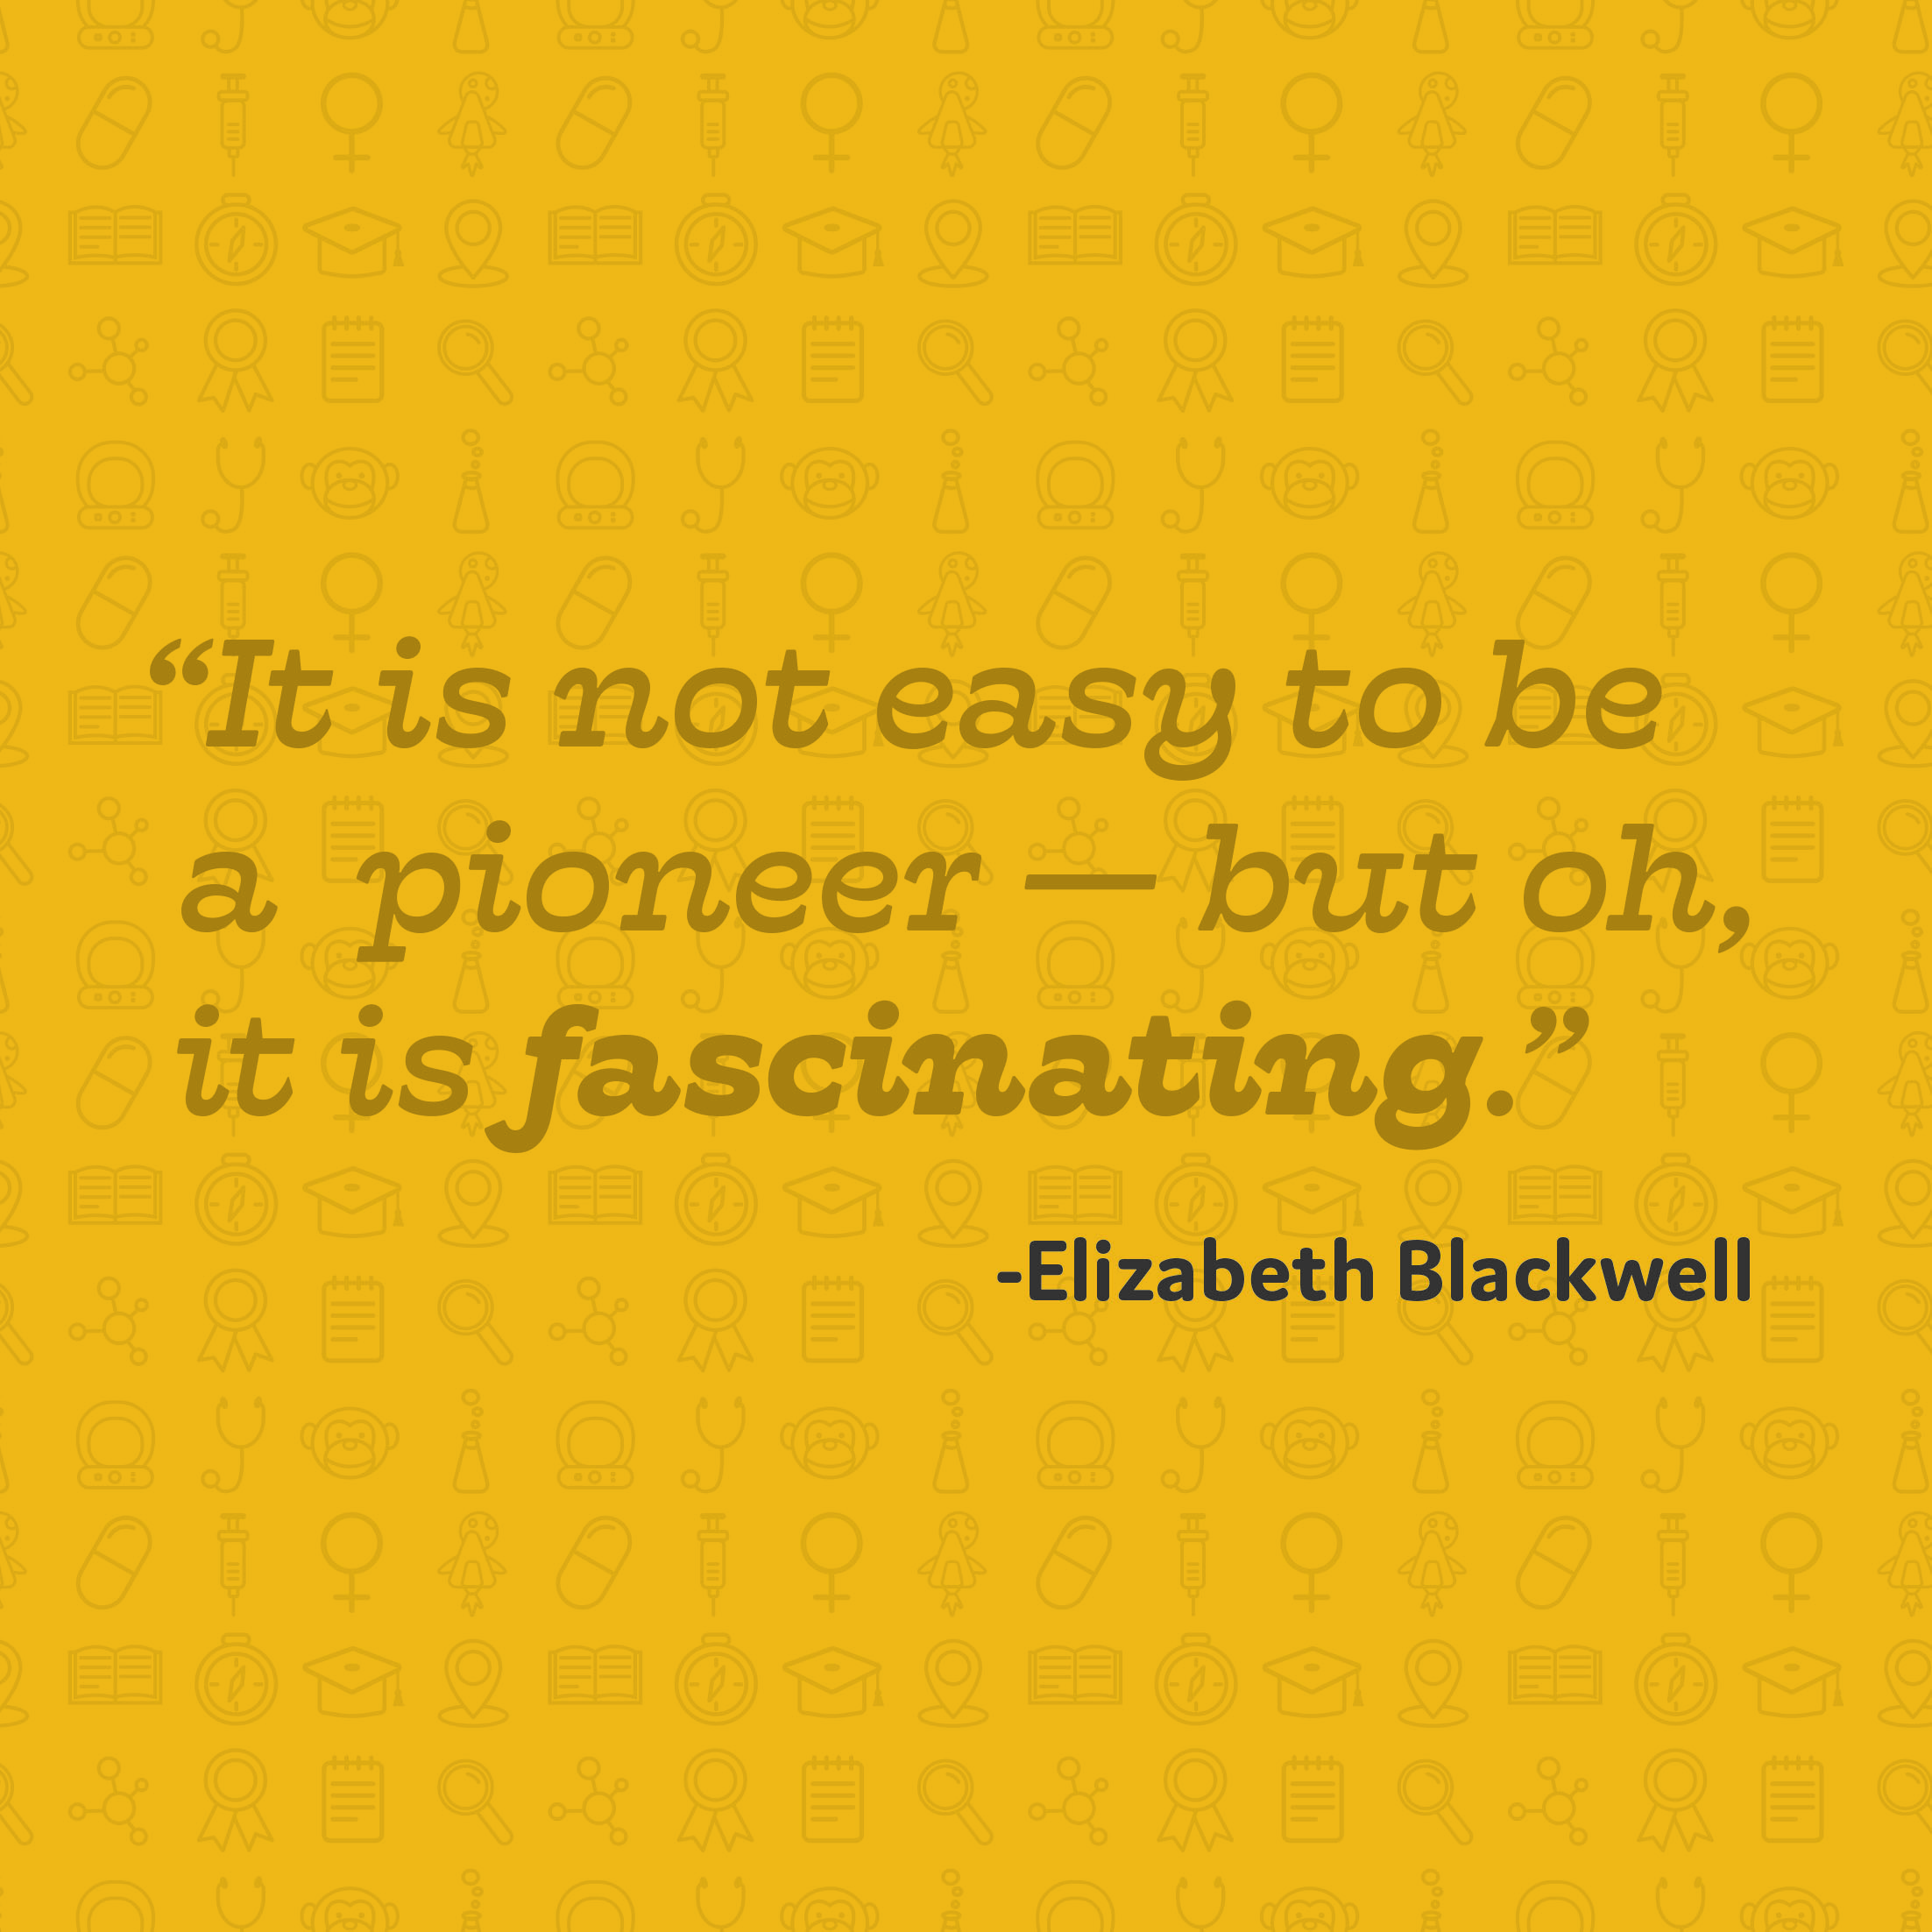 “It is not easy to be
a pioneer — but oh,
it is fascinating.”
-Elizabeth Blackwell